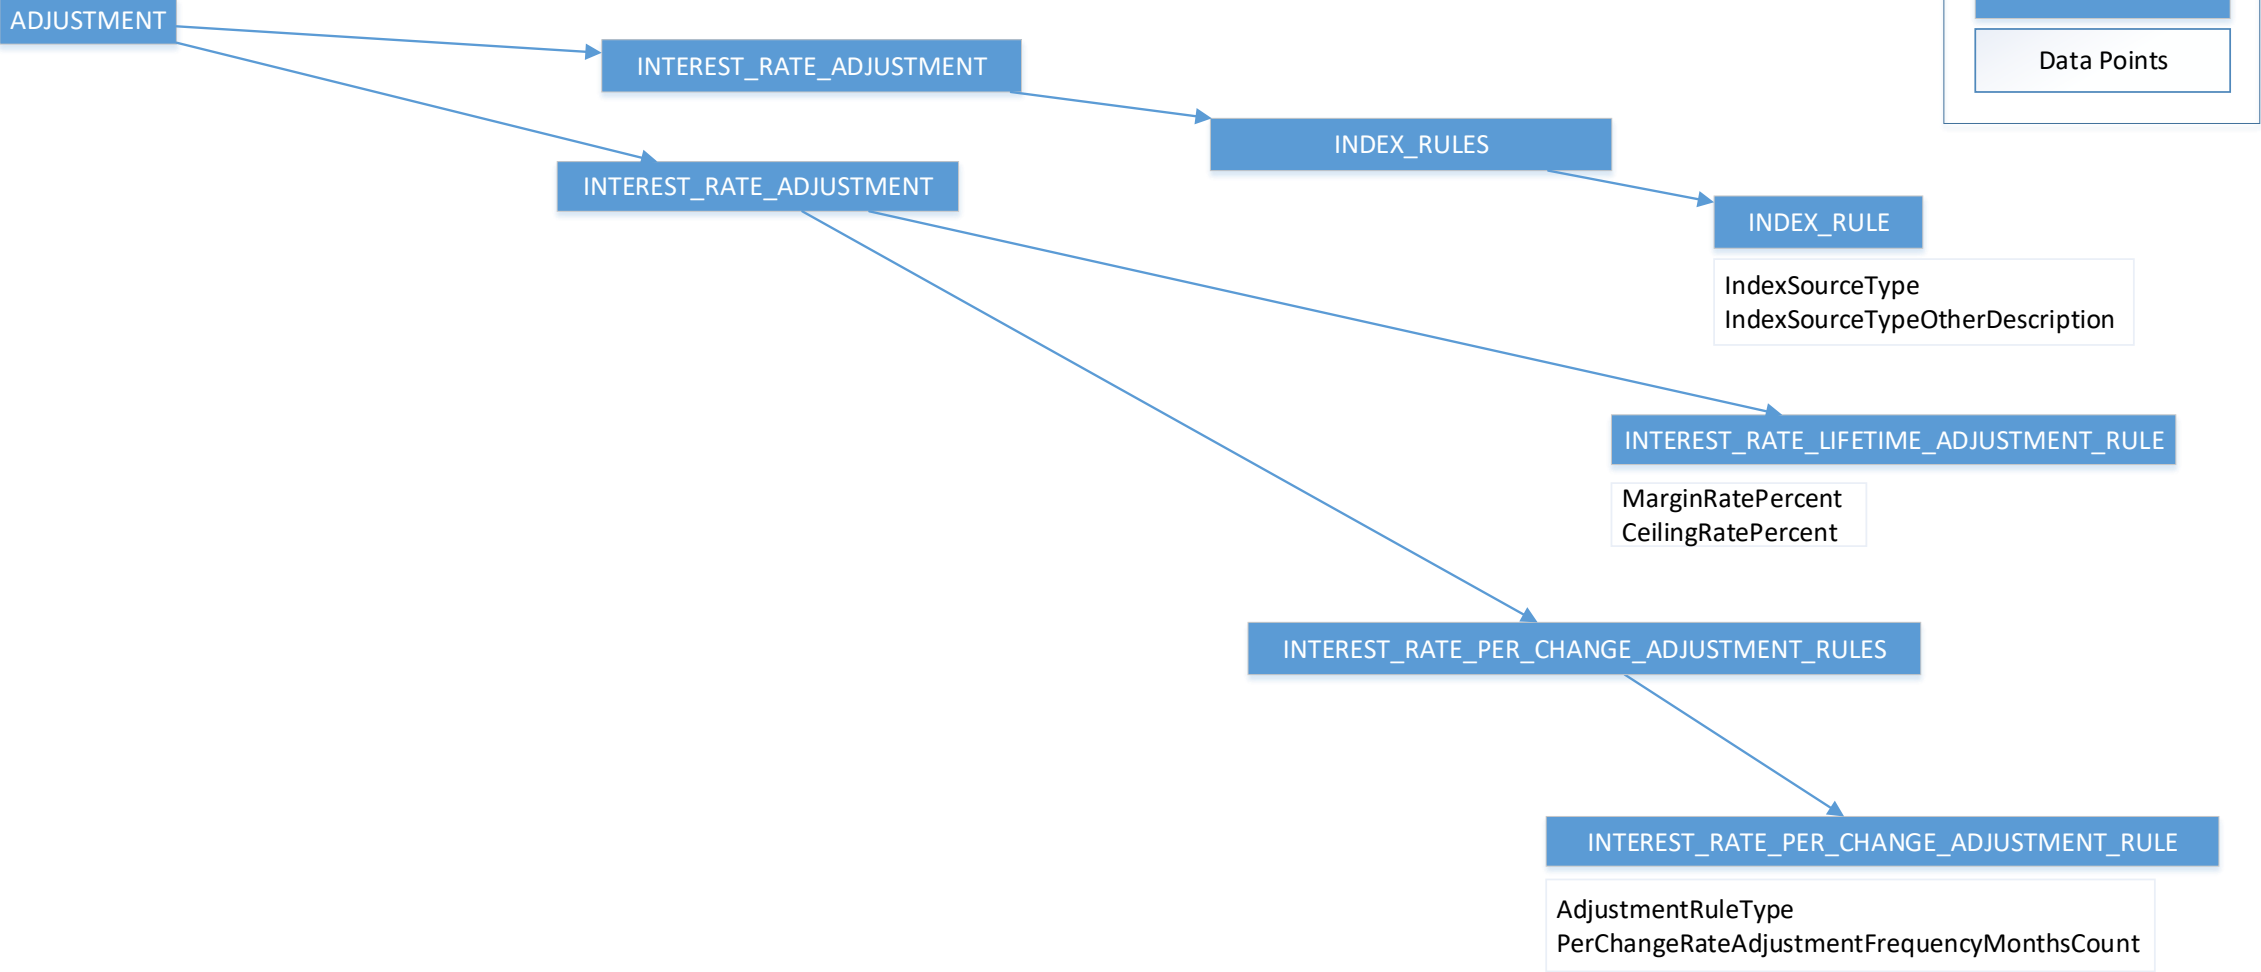 ADJUSTMENT
INTEREST_RATE_ADJUSTMENT
Data Points
INDEX_RULES
INTEREST_RATE_ADJUSTMENT
INDEX_RULE
IndexSourceType
IndexSourceTypeOtherDescription
INTEREST_RATE_LIFETIME_ADJUSTMENT_RULE
MarginRatePercent
CeilingRatePercent
INTEREST_RATE_PER_CHANGE_ADJUSTMENT_RULES
INTEREST_RATE_PER_CHANGE_ADJUSTMENT_RULE
AdjustmentRuleType
PerChangeRateAdjustmentFrequencyMonthsCount